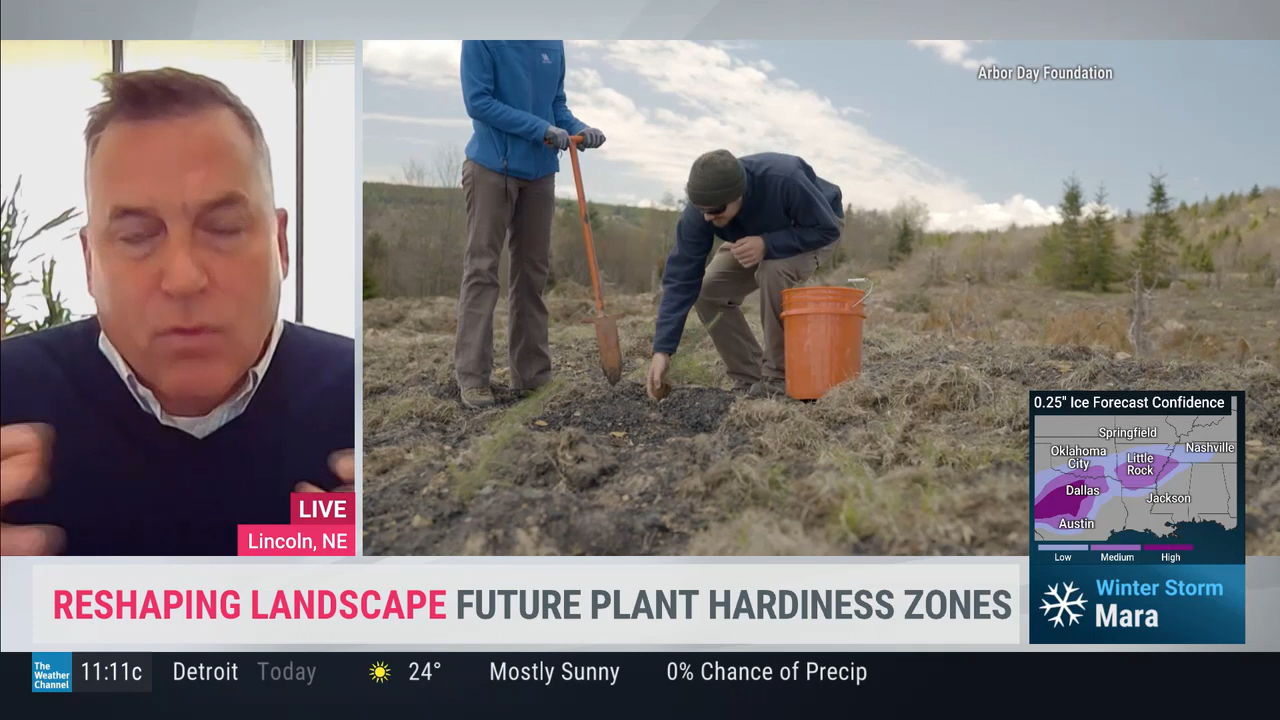 Arbor Day Foundation
LIVE
Lincoln, NE
0.25" Ice Forecast Confidence
Springfield
Oklahoma
City
Little
Rock
Nashville
Dallas
Jackson
Austin
Low
Medium
High
RESHAPING LANDSCAPE FUTURE PLANT HARDINESS ZONES
Winter Storm
Mara
The
Weather
Channel
11:11c
Detroit Today
24°
Mostly Sunny
0% Chance of Precip